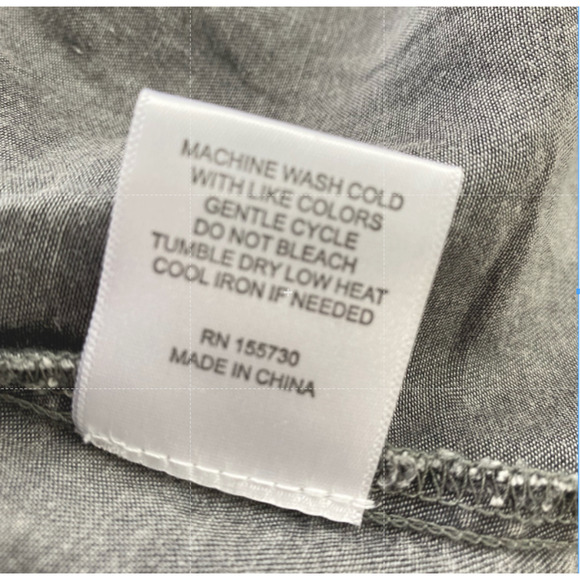 MACHINE WASH COLD
WITH LIKE COLORS
GENTLE CYCLE
DO NOT BLEACH
TUMBLE DRY LOW HEAT
COOL IRON IF NEEDED
RN 155730
MADE IN CHINA